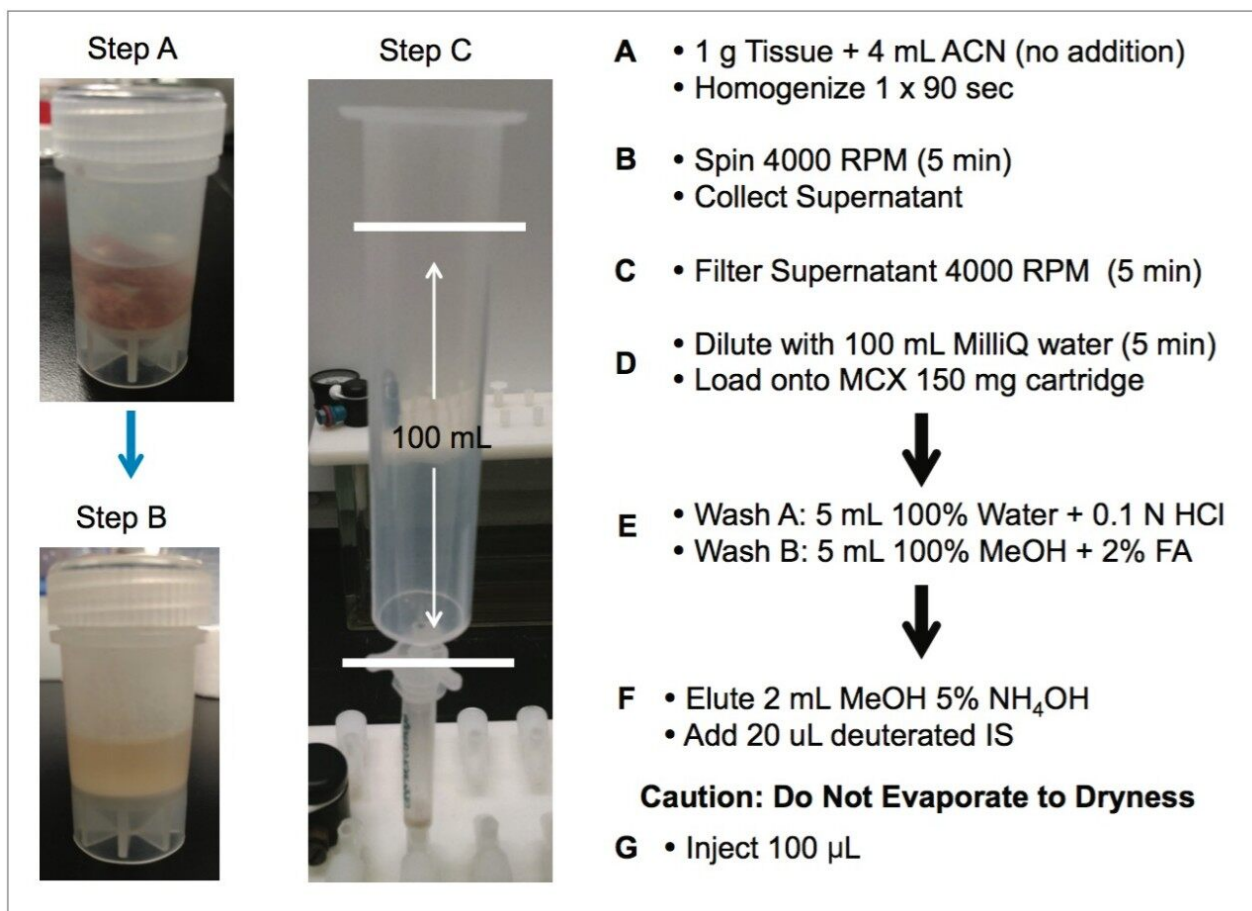 Step A
Step B
Step C
100 mL
A • 1 g Tissue + 4 mL ACN (no addition)
• Homogenize 1 x 90 sec
B • Spin 4000 RPM (5 min)
• Collect Supernatant
C • Filter Supernatant 4000 RPM (5 min)
D • Dilute with 100 mL MilliQ water (5 min)
• Load onto MCX 150 mg cartridge
E • Wash A: 5 mL 100% Water + 0.1 N HCl
• Wash B: 5 mL 100% MeOH + 2% FA
F • Elute 2 mL MeOH 5% NH₄OH
• Add 20 uL deuterated IS
Caution: Do Not Evaporate to Dryness
G • Inject 100 µL